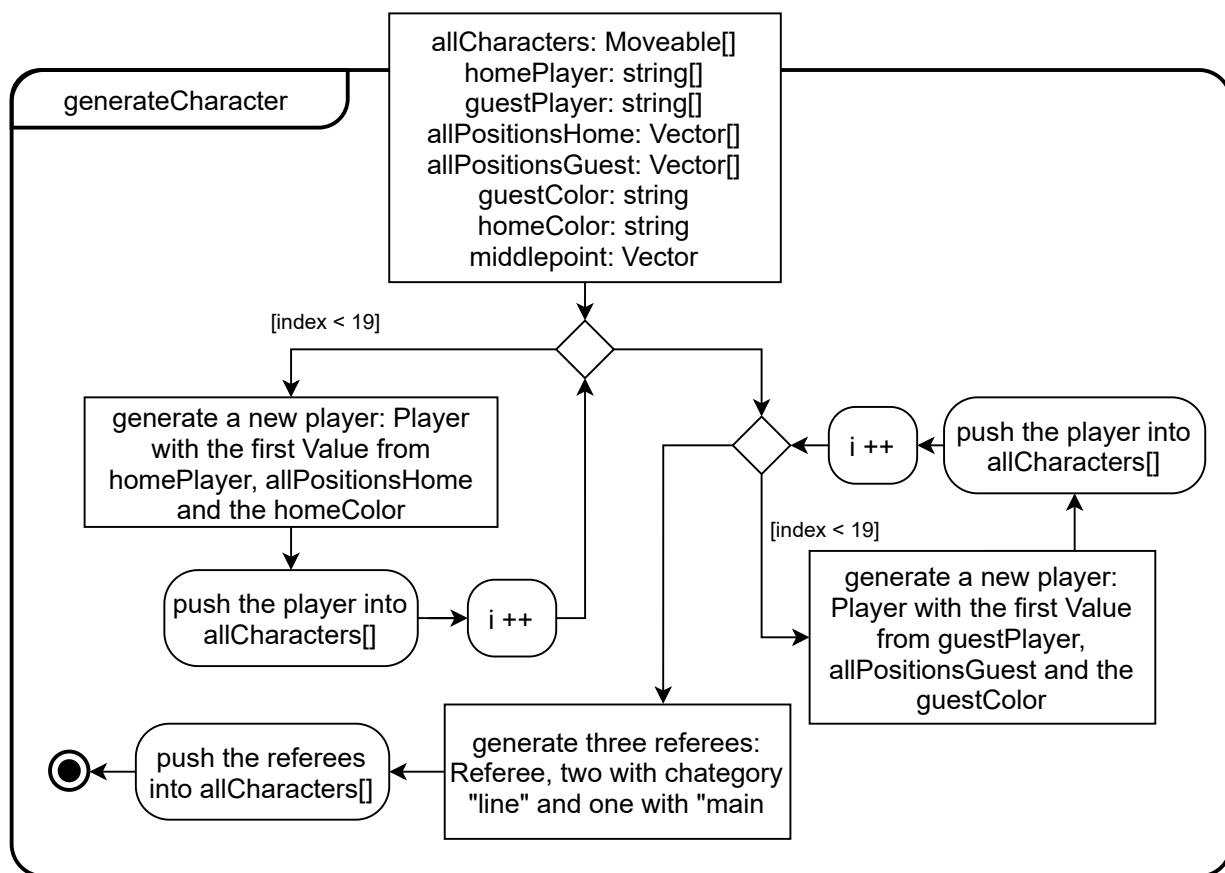 generateCharacter
allCharacters: Moveable[]
homePlayer: string[]
guestPlayer: string[]
allPositionsHome: Vector[]
allPositionsGuest: Vector[]
guestColor: string
homeColor: string
middlepoint: Vector
[index < 19]
generate a new player: Player
with the first Value from
homePlayer, allPositionsHome
and the homeColor
push the player into
allCharacters[]
i ++
i ++
push the player into
allCharacters[]
[index < 19]
generate a new player:
Player with the first Value
from guestPlayer,
allPositionsGuest and the
guestColor
generate three referees:
Referee, two with chategory
"line" and one with "main
push the referees
into allCharacters[]